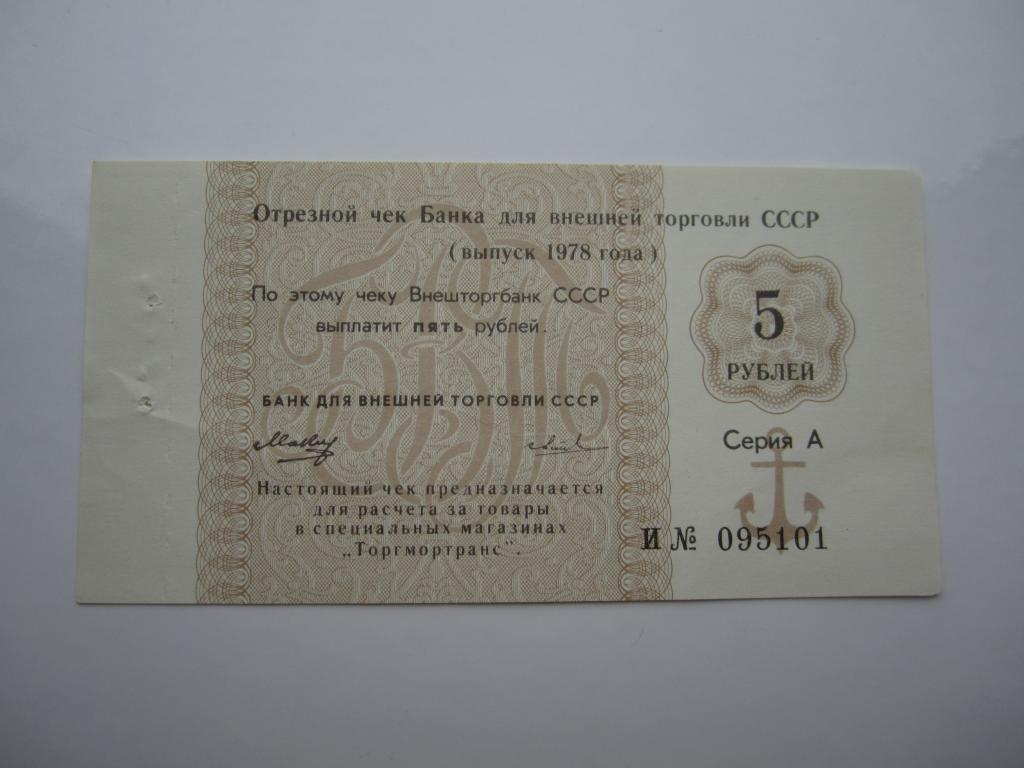 Отрезной чек Банка для внешней торговли СССР
(выпуск 1978 года)
По этому чеку Внешторгбанк СССР
выплатит пять рублей.
БАНК ДЛЯ ВНЕШНЕЙ ТОРГОВЛИ СССР
Настоящий чек предназначается
для расчета за товары
в специальных магазинах
„Торгмортранс".
5
РУБЛЕЙ
Серия А
И № 095101